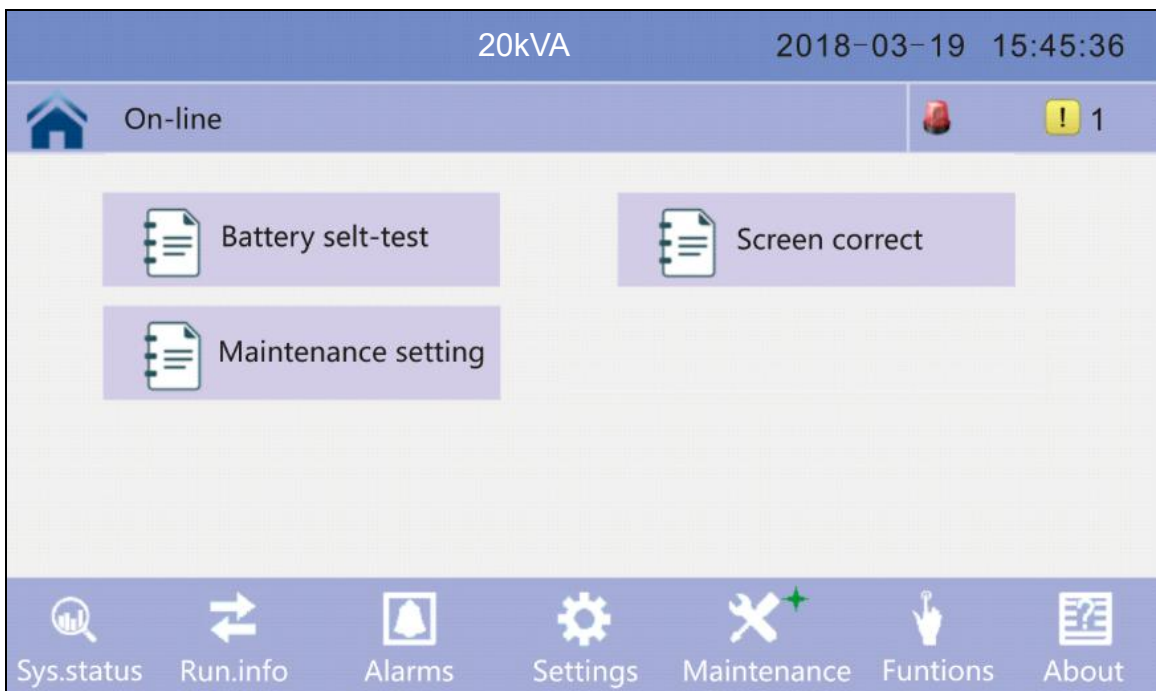 20kVA 2018-03-19 15:45:36
On-line ! 1
Battery selt-test Screen correct
Maintenance setting
Sys.status Run.info Alarms Settings Maintenance Funtions About